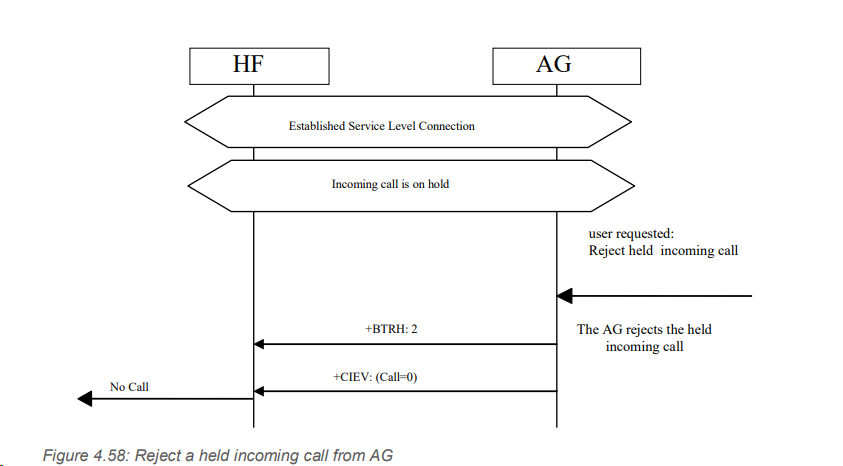 HF
AG
Established Service Level Connection
Incoming call is on hold
user requested:
Reject held incoming call
+BTRH: 2
The AG rejects the held
incoming call
+CIEV: (Call=0)
No Call
Figure 4.58: Reject a held incoming call from AG